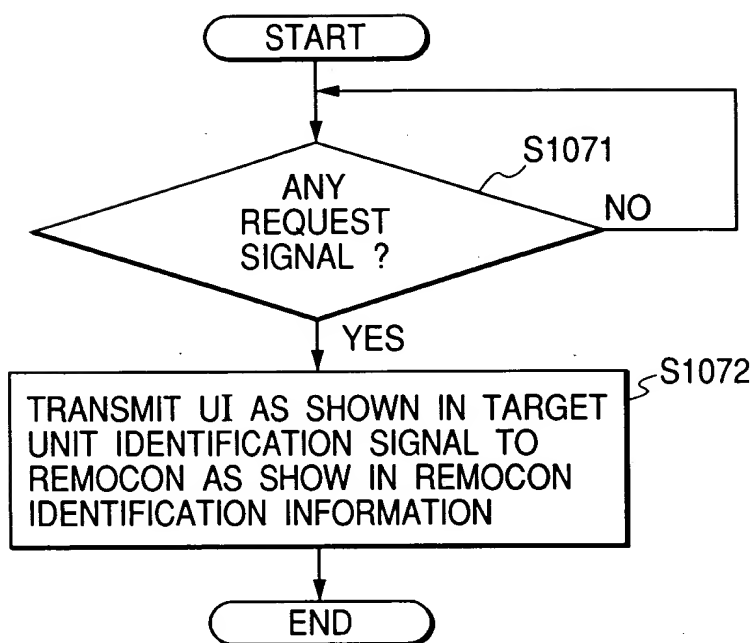 START
S1071
ANY
REQUEST
SIGNAL ?
NO
YES
S1072
TRANSMIT UI AS SHOWN IN TARGET
UNIT IDENTIFICATION SIGNAL TO
REMOCON AS SHOW IN REMOCON
IDENTIFICATION INFORMATION
END